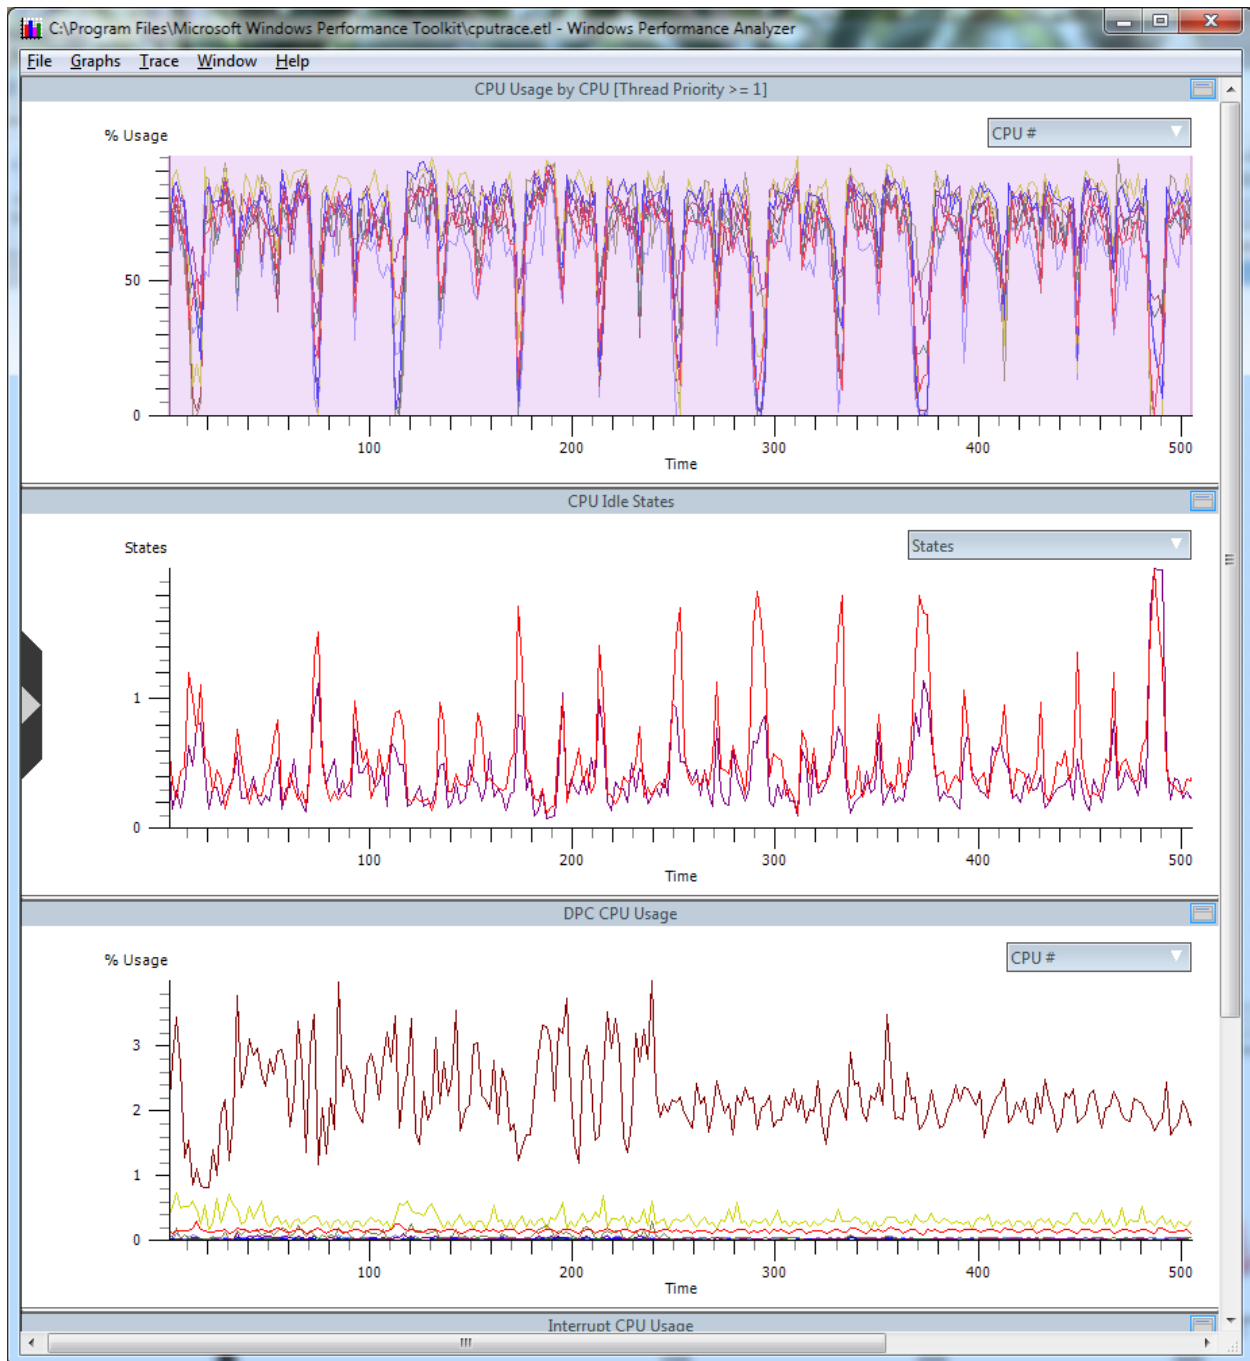 C:\Program Files\Microsoft Windows Performance Toolkit\cputrace.etl - Windows Performance Analyzer
File Graphs Trace Window Help
CPU Usage by CPU [Thread Priority >= 1]
% Usage
CPU #
50
0
100 200 300 400 500
Time
CPU Idle States
States
States
1
0
100 200 300 400 500
Time
DPC CPU Usage
% Usage
CPU #
3
2
1
0
100 200 300 400 500
Time
Interrupt CPU Usage